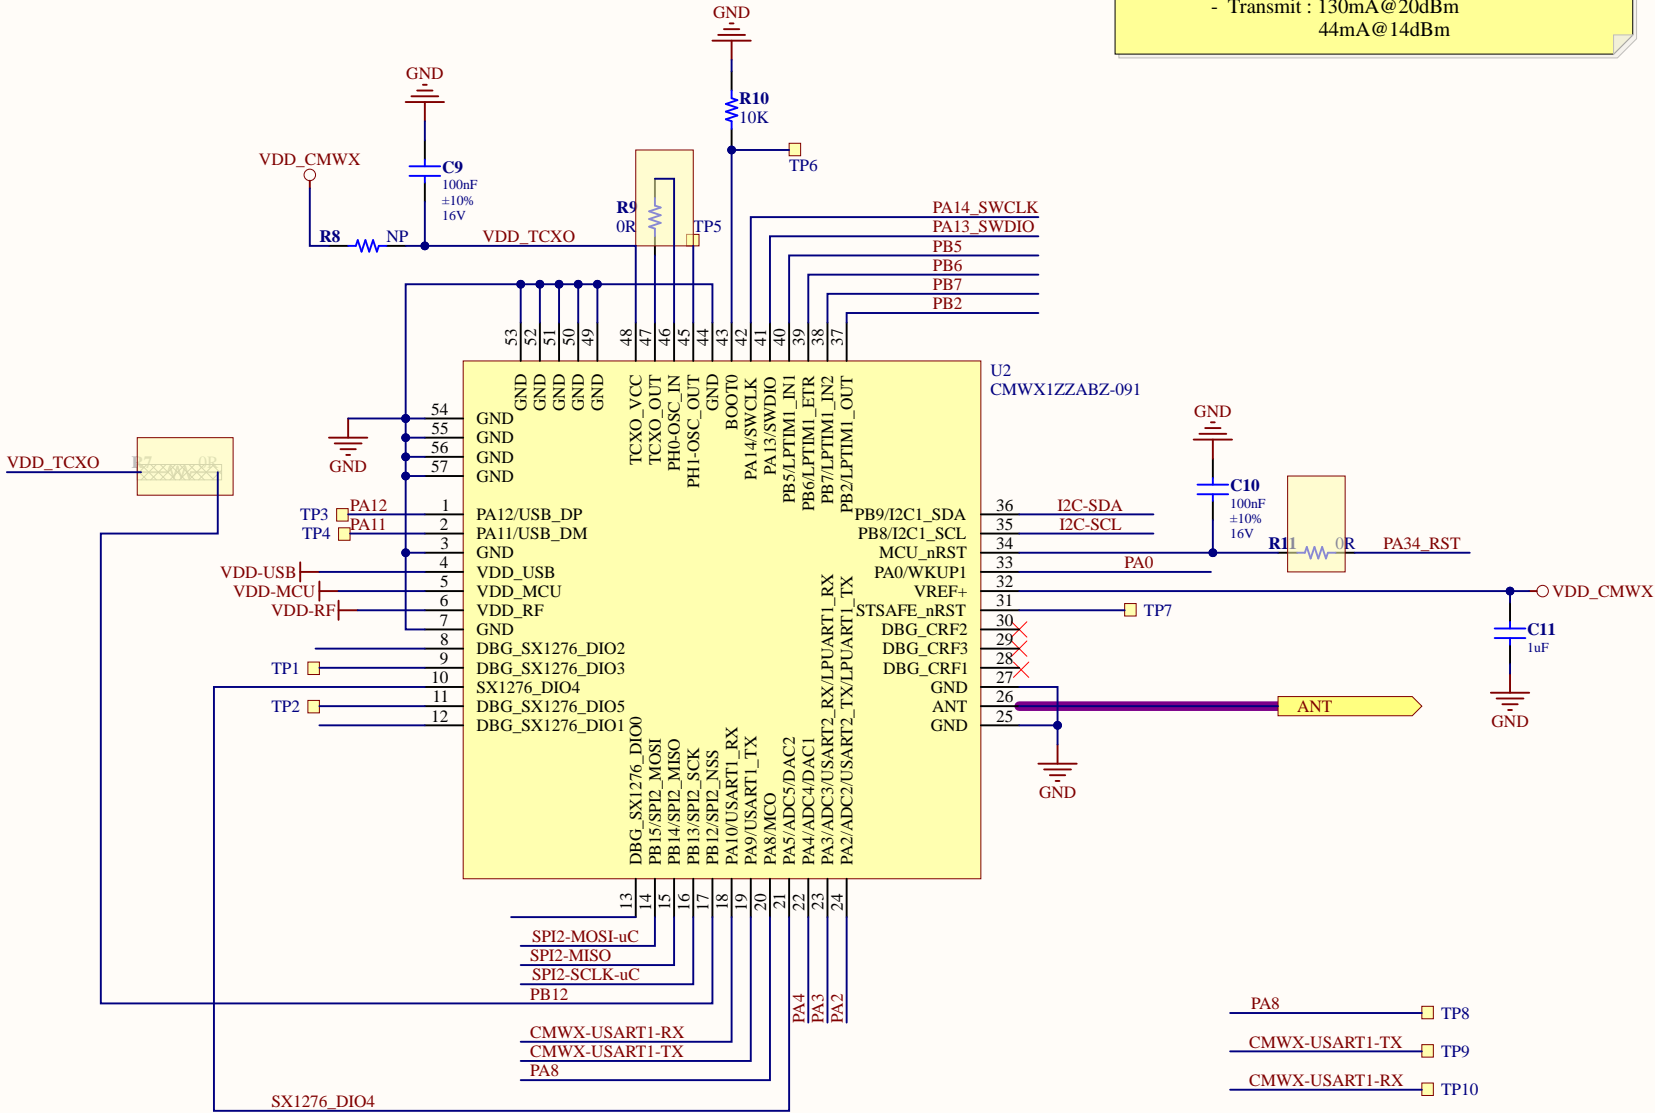 - Transmit : 130mA@20dBm
44mA@14dBm
GND
R10
10K
TP6
GND
C9
100nF
±10%
16V
VDD_CMWX
R8
NP
VDD_TCXO
R9
0R
TP5
PA14_SWCLK
PA13_SWDIO
PB5
PB6
PB7
PB2
53
52
51
50
49
48
47
46
45
44
43
42
41
40
39
38
37
GND
GND
GND
GND
GND
TCXO_VCC
TCXO_OUT
PH0-OSC_IN
PH1-OSC_OUT
GND
BOOT0
PA14/SWCLK
PA13/SWDIO
PB5/LPTIM1_IN1
PB6/LPTIM1_ETR
PB7/LPTIM1_IN2
PB2/LPTIM1_OUT
U2
CMWX1ZZABZ-091
54 GND
55 GND
56 GND
57 GND
GND
VDD_TCXO
R7
0R
TP3 PA12 1 PA12/USB_DP
TP4 PA11 2 PA11/USB_DM
3 GND
VDD-USB 4 VDD_USB
VDD-MCU 5 VDD_MCU
VDD-RF 6 VDD_RF
7 GND
8 DBG_SX1276_DIO2
TP1 9 DBG_SX1276_DIO3
10 SX1276_DIO4
TP2 11 DBG_SX1276_DIO5
12 DBG_SX1276_DIO1
GND
C10
100nF
±10%
16V
PB9/I2C1_SDA 36 I2C-SDA
PB8/I2C1_SCL 35 I2C-SCL
MCU_nRST 34
R11
0R
PA34_RST
PA0/WKUP1 33 PA0
VREF+ 32
VDD_CMWX
STSAFE_nRST 31 TP7
DBG_CRF2 30
DBG_CRF3 29
DBG_CRF1 28
GND 27
ANT 26 ANT
GND 25
GND
C11
1uF
GND
DBG_SX1276_DIO0
PB15/SPI2_MOSI
PB14/SPI2_MISO
PB13/SPI2_SCK
PB12/SPI2_NSS
PA10/USART1_RX
PA9/USART1_TX
PA8/MCO
PA5/ADC5/DAC2
PA4/ADC4/DAC1
PA3/ADC3/USART2_RX/LPUART1_RX
PA2/ADC2/USART2_TX/LPUART1_TX
13
14
15
16
17
18
19
20
21
22
23
24
SPI2-MOSI-uC
SPI2-MISO
SPI2-SCLK-uC
PB12
PA4
PA3
PA2
CMWX-USART1-RX
CMWX-USART1-TX
PA8
SX1276_DIO4
PA8 TP8
CMWX-USART1-TX TP9
CMWX-USART1-RX TP10